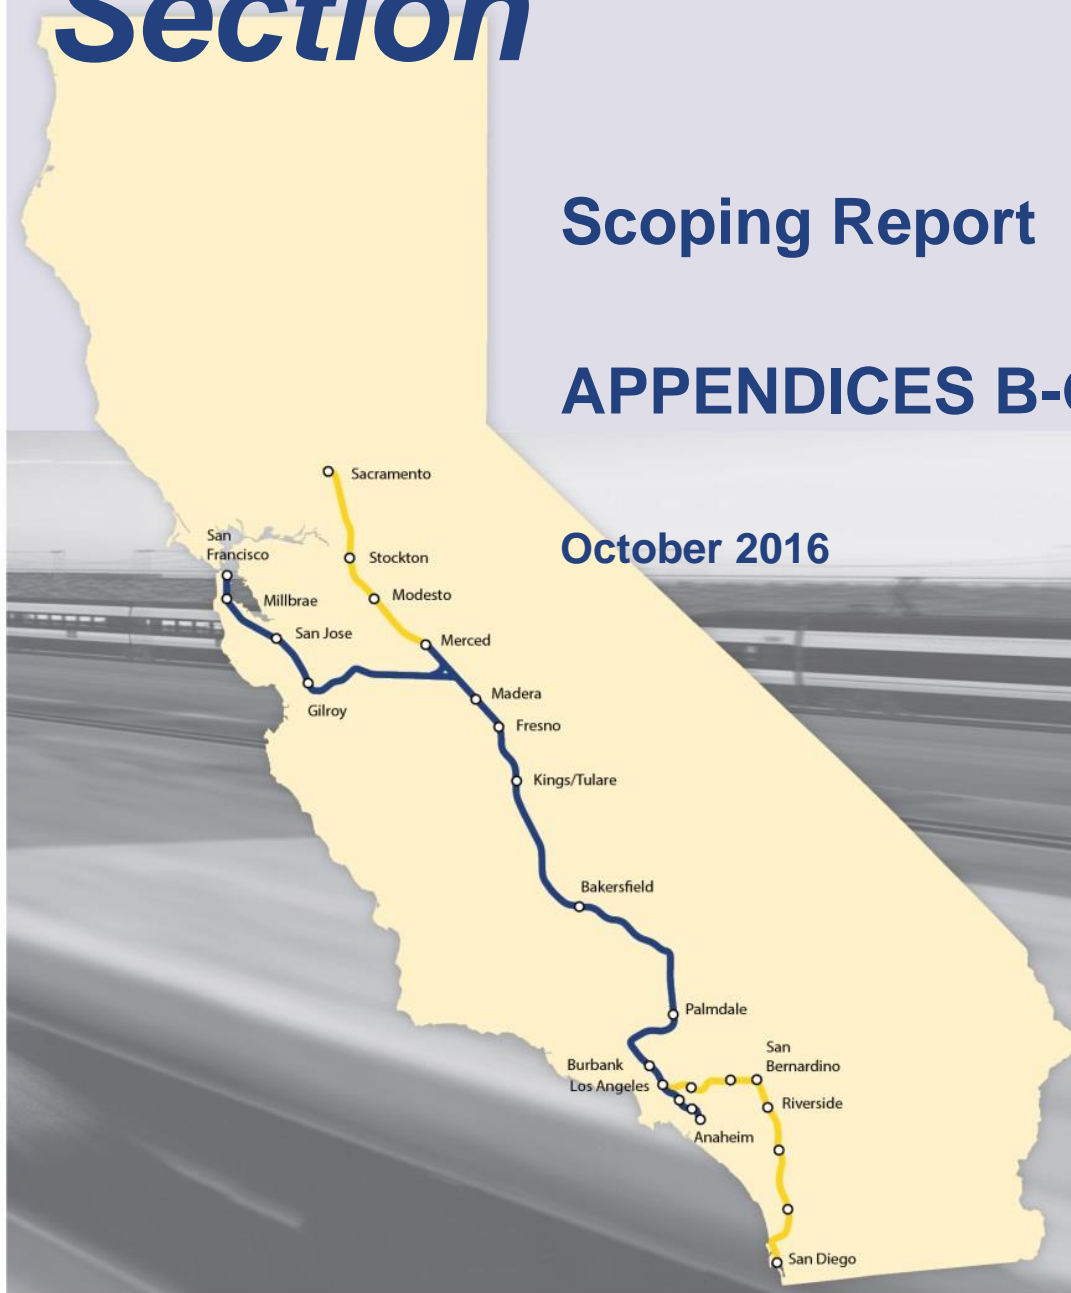 Section
Scoping Report
APPENDICES B-
October 2016
Sacramento
San
Francisco
Stockton
Millbrae
Modesto
San Jose
Merced
Gilroy
Madera
Fresno
Kings/Tulare
Bakersfield
Palmdale
San
Bernardino
Burbank
Los Angeles
Riverside
Anaheim
San Diego